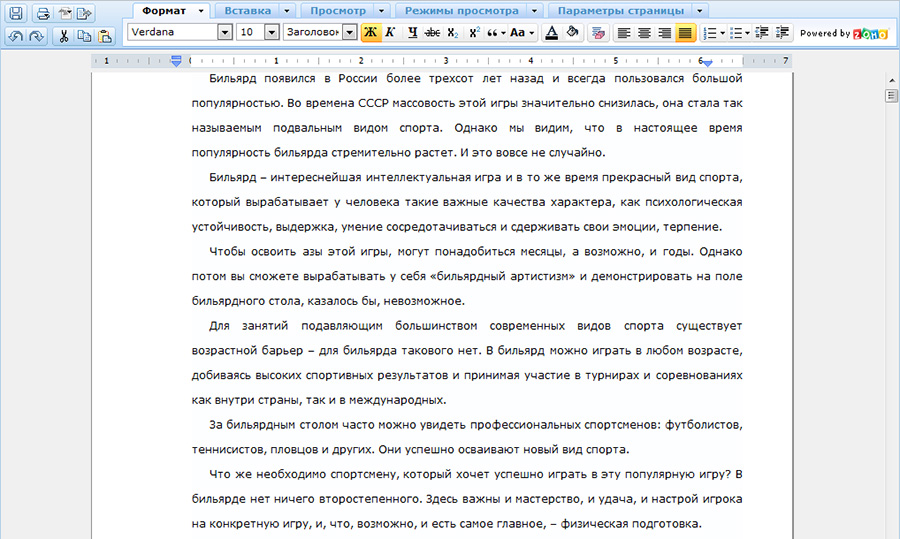 Формат Вставка Просмотр Режимы просмотра Параметры страницы
Verdana 10 Заголовок Ж К Ч abc X₂ X² “ Aa A Powered by ZOHO
1 0 1 2 3 4 5 6 7
Бильярд появился в России более трехсот лет назад и всегда пользовался большой
популярностью. Во времена СССР массовость этой игры значительно снизилась, она стала так
называемым подвальным видом спорта. Однако мы видим, что в настоящее время
популярность бильярда стремительно растет. И это вовсе не случайно.
Бильярд – интереснейшая интеллектуальная игра и в то же время прекрасный вид спорта,
который вырабатывает у человека такие важные качества характера, как психологическая
устойчивость, выдержка, умение сосредотачиваться и сдерживать свои эмоции, терпение.
Чтобы освоить азы этой игры, могут понадобиться месяцы, а возможно, и годы. Однако
потом вы сможете вырабатывать у себя «бильярдный артистизм» и демонстрировать на поле
бильярдного стола, казалось бы, невозможное.
Для занятий подавляющим большинством современных видов спорта существует
возрастной барьер – для бильярда такового нет. В бильярд можно играть в любом возрасте,
добиваясь высоких спортивных результатов и принимая участие в турнирах и соревнованиях
как внутри страны, так и в международных.
За бильярдным столом часто можно увидеть профессиональных спортсменов: футболистов,
теннисистов, пловцов и других. Они успешно осваивают новый вид спорта.
Что же необходимо спортсмену, который хочет успешно играть в эту популярную игру? В
бильярде нет ничего второстепенного. Здесь важны и мастерство, и удача, и настрой игрока
на конкретную игру, и, что, возможно, и есть самое главное, – физическая подготовка.